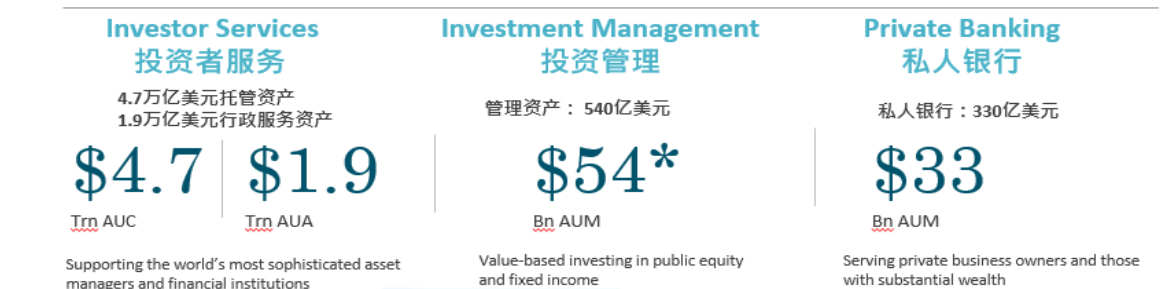 Investor Services
投资者服务
4.7万亿美元托管资产
1.9万亿美元行政服务资产
$4.7
Trn AUC
$1.9
Trn AUA
Supporting the world's most sophisticated asset
managers and financial institutions
Investment Management
投资管理
管理资产： 540亿美元
$54*
Bn AUM
Value-based investing in public equity
and fixed income
Private Banking
私人银行
私人银行：330亿美元
$33
Bn AUM
Serving private business owners and those
with substantial wealth